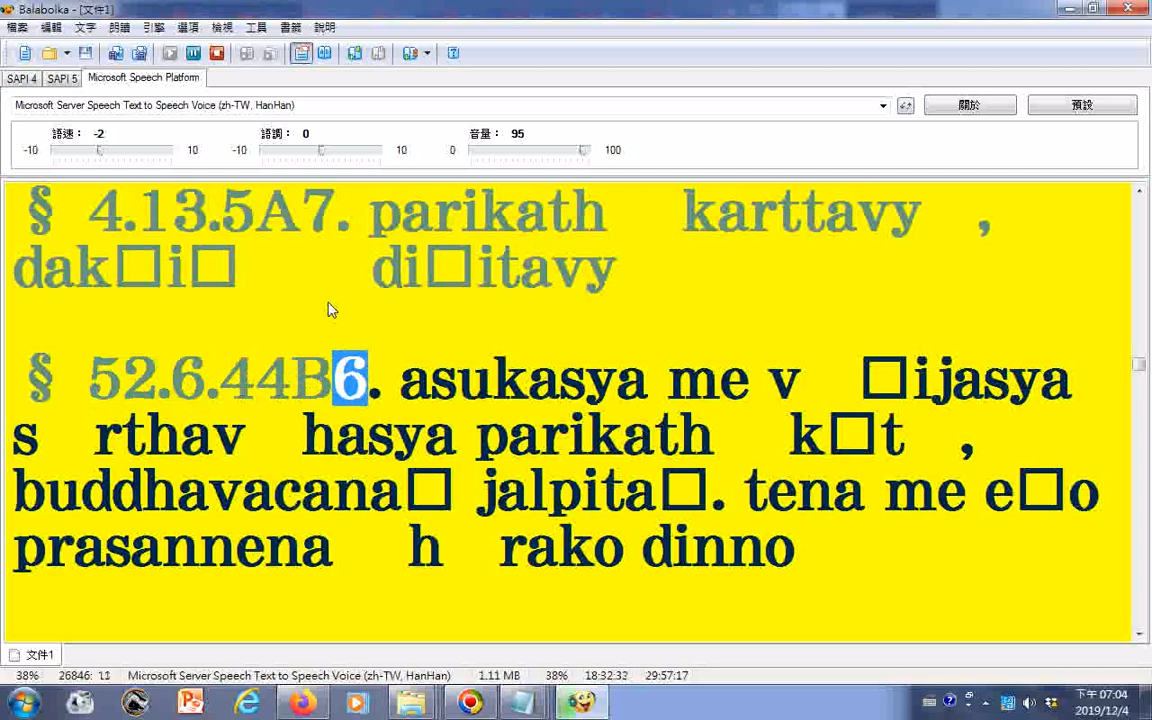 Balabolka - [文件1]
檔案 編輯 文字 朗讀 引擎 選項 檢視 工具 書籤 說明
SAPI 4 SAPI 5 Microsoft Speech Platform
Microsoft Server Speech Text to Speech Voice (zh-TW, HanHan) 關於 預設
語速： -2 語調： 0 音量： 95
-10 10 -10 10 0 100
§ 4.13.5A7. parikath karttavy ,
dak□i□ di□itavy
§ 52.6.44B6. asukasya me v □ijasya
s rthav hasya parikath k□t ,
buddhavacana□ jalpita□. tena me e□o
prasannena h rako dinno
文件1
38% 26846: 11 Microsoft Server Speech Text to Speech Voice (zh-TW, HanHan) 1.11 MB 38% 18:32:32 29:57:17
下午 07:04
2019/12/4